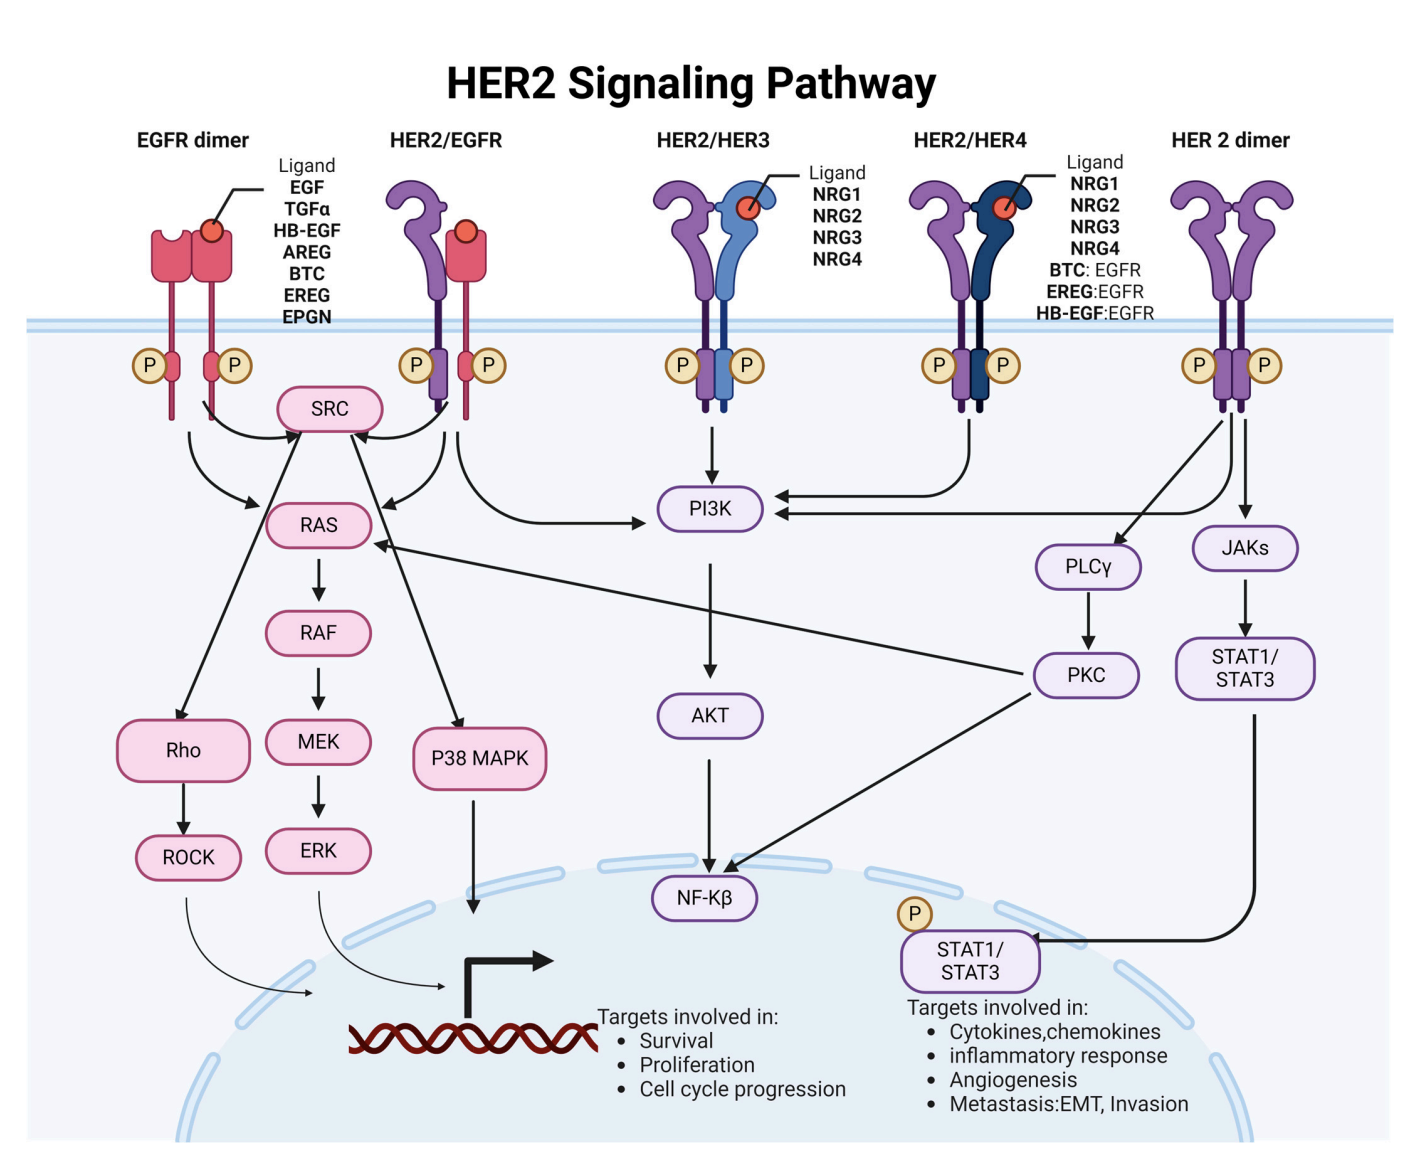 HER2 Signaling Pathway
EGFR dimer
HER2/EGFR
HER2/HER3
HER2/HER4
HER 2 dimer
Ligand
EGF
TGFα
HB-EGF
AREG
BTC
EREG
EPGN
Ligand
NRG1
NRG2
NRG3
NRG4
Ligand
NRG1
NRG2
NRG3
NRG4
BTC: EGFR
EREG:EGFR
HB-EGF:EGFR
P
P
P
P
P
P
P
P
P
P
SRC
RAS
PI3K
PLCγ
JAKs
RAF
PKC
STAT1/
STAT3
AKT
Rho
MEK
P38 MAPK
ROCK
ERK
NF-Kβ
P
STAT1/
STAT3
Targets involved in:
• Survival
• Proliferation
• Cell cycle progression
Targets involved in:
• Cytokines,chemokines
• inflammatory response
• Angiogenesis
• Metastasis:EMT, Invasion